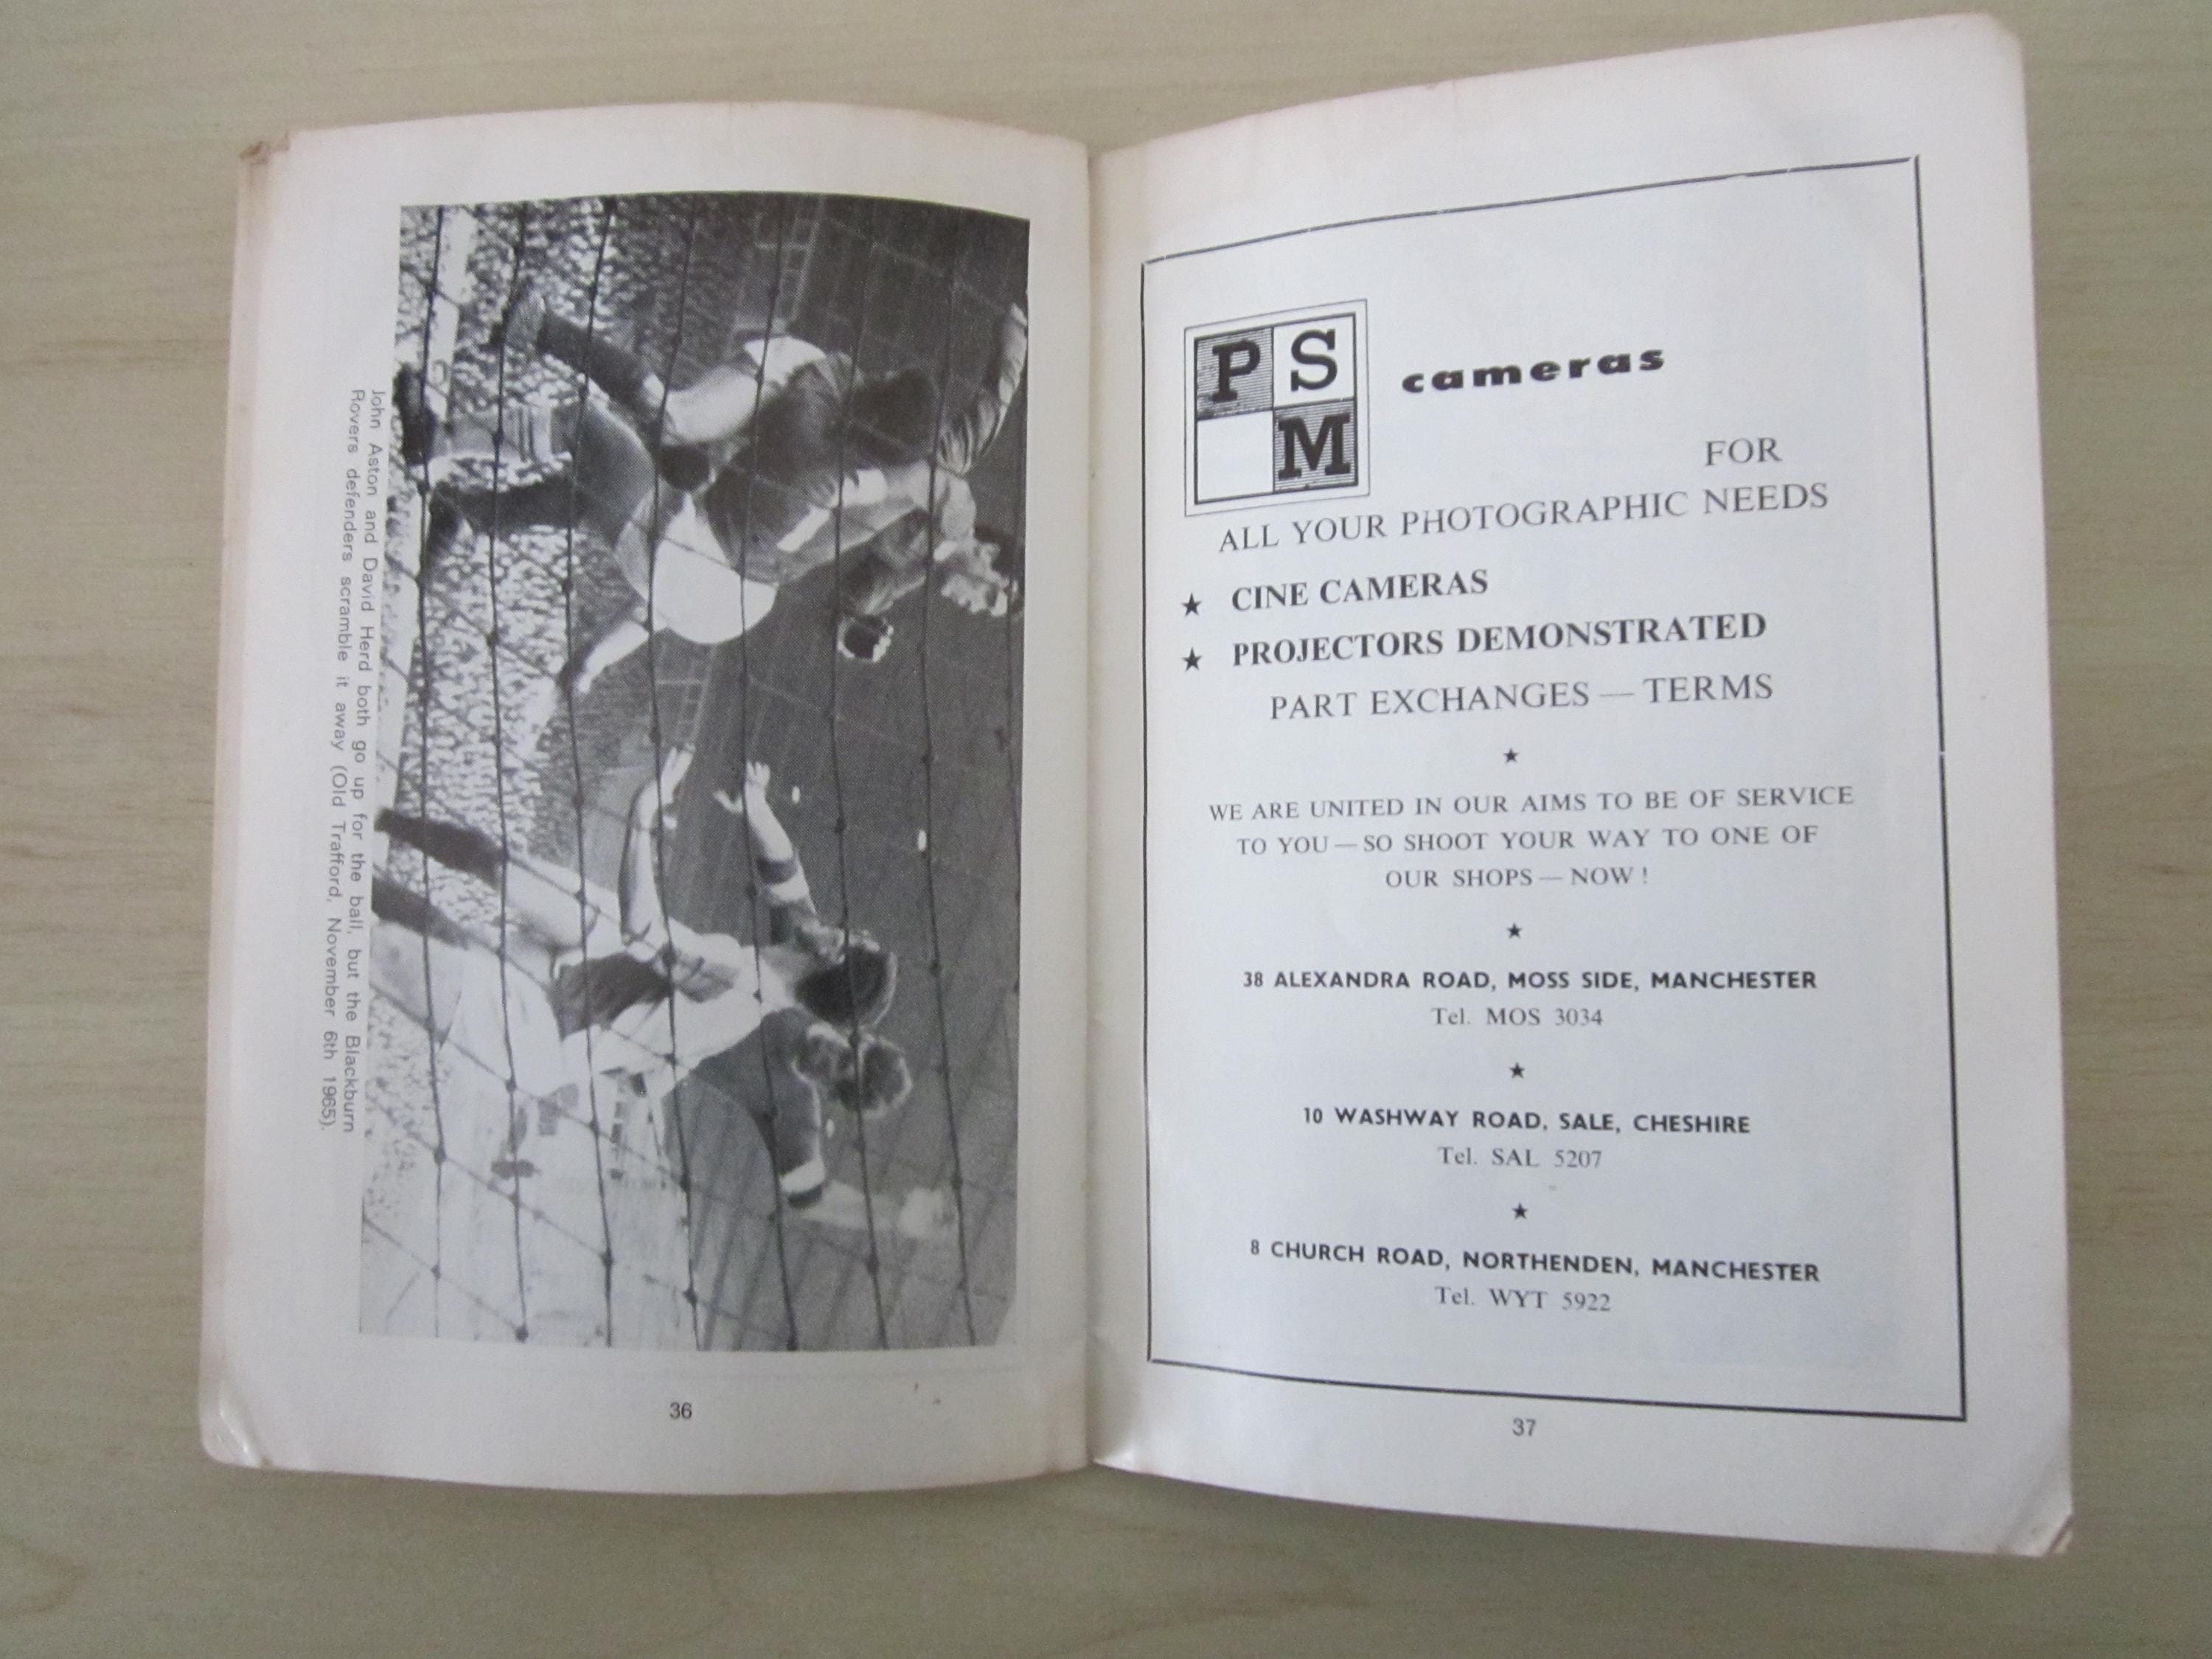 John Aston and David Herd both go up for the ball, but the Blackburn
Rovers defenders scramble it away (Old Trafford, November 6th 1965).
36
PSM
cameras
FOR
ALL YOUR PHOTOGRAPHIC NEEDS
★ CINE CAMERAS
★ PROJECTORS DEMONSTRATED
PART EXCHANGES — TERMS
★
WE ARE UNITED IN OUR AIMS TO BE OF SERVICE
TO YOU — SO SHOOT YOUR WAY TO ONE OF
OUR SHOPS — NOW !
★
38 ALEXANDRA ROAD, MOSS SIDE, MANCHESTER
Tel. MOS 3034
★
10 WASHWAY ROAD, SALE, CHESHIRE
Tel. SAL 5207
★
8 CHURCH ROAD, NORTHENDEN, MANCHESTER
Tel. WYT 5922
37